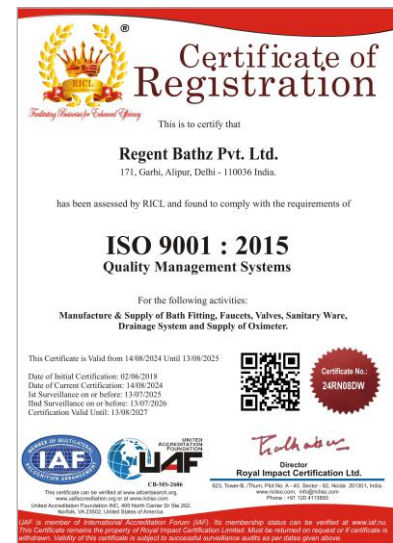 ®
RICL
Facilitating Business for Enhanced Efficiency
Certificate of
Registration
This is to certify that
Regent Bathz Pvt. Ltd.
171, Garhi, Alipur, Delhi - 110036 India.
has been assessed by RICL and found to comply with the requirements of
ISO 9001 : 2015
Quality Management Systems
For the following activities:
Manufacture & Supply of Bath Fitting, Faucets, Valves, Sanitary Ware,
Drainage System and Supply of Oximeter.
This Certificate is Valid from 14/08/2024 Until 13/08/2025
Date of Initial Certification: 02/06/2018
Date of Current Certification: 14/08/2024
Ist Surveillance on or before: 13/07/2025
IInd Surveillance on or before: 13/07/2026
Certification Valid Until: 13/08/2027
Certificate No.:
24RN08DW
MEMBER OF MULTILATERAL
IAF
RECOGNITION ARRANGEMENT
UNITED
ACCREDITATION
FOUNDATION
UAF
CB-MS-2606
This certificate can be verified at www.iafcertsearch.org,
www.uafaccreditation.org or at www.ricliso.com
United Accreditation Foundation INC, 400 North Center Dr Ste 202,
Norfolk, VA 23502, United States of America
Director
Royal Impact Certification Ltd.
623, Tower-B, iThum, Plot No. A - 40, Sector - 62, Noida 201301, India.
www.ricliso.com, info@ricliso.com
Phone : +91 120 4113803
UAF is member of International Accreditation Forum (IAF). Its membership status can be verified at www.iaf.nu.
This Certificate remains the property of Royal Impact Certification Limited. Must be returned on request or if certificate is
withdrawn. Validity of this certificate is subject to successful surveillance audits as per dates given above.